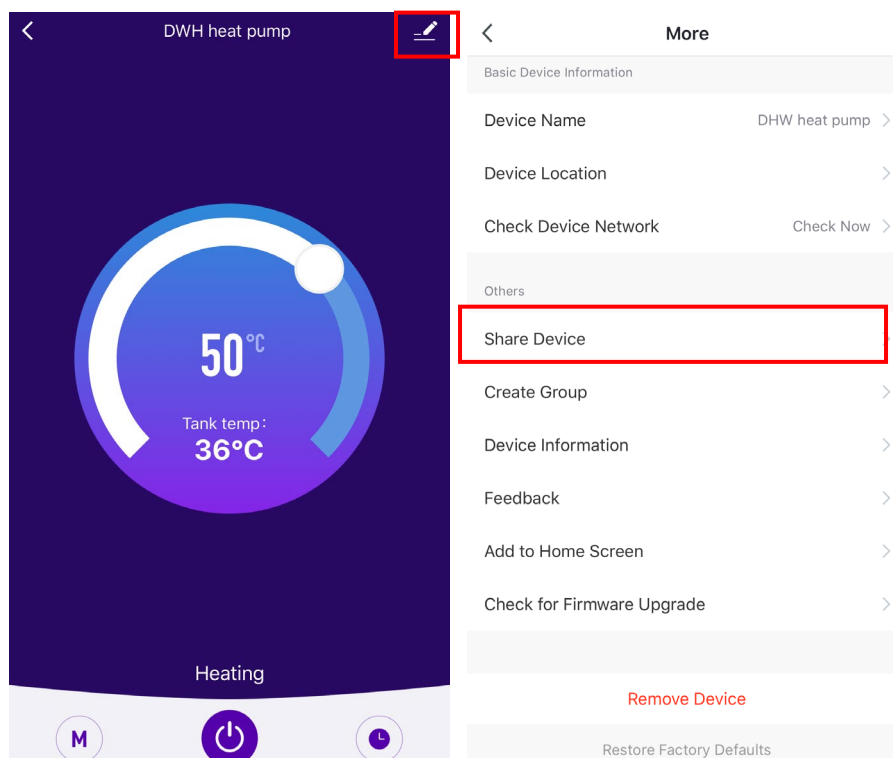 DWH heat pump
50°C
Tank temp:
36°C
Heating
M
More
Basic Device Information
Device Name DHW heat pump
Device Location
Check Device Network Check Now
Others
Share Device
Create Group
Device Information
Feedback
Add to Home Screen
Check for Firmware Upgrade
Remove Device
Restore Factory Defaults